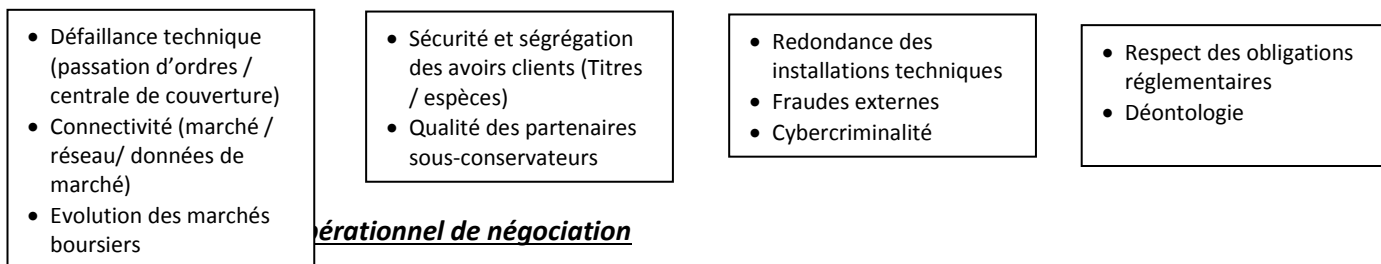 • Défaillance technique
(passation d’ordres /
centrale de couverture)
• Connectivité (marché /
réseau/ données de
marché)
• Evolution des marchés
boursiers
• Sécurité et ségrégation
des avoirs clients (Titres
/ espèces)
• Qualité des partenaires
sous-conservateurs
• Redondance des
installations techniques
• Fraudes externes
• Cybercriminalité
• Respect des obligations
réglementaires
• Déontologie
de négociation